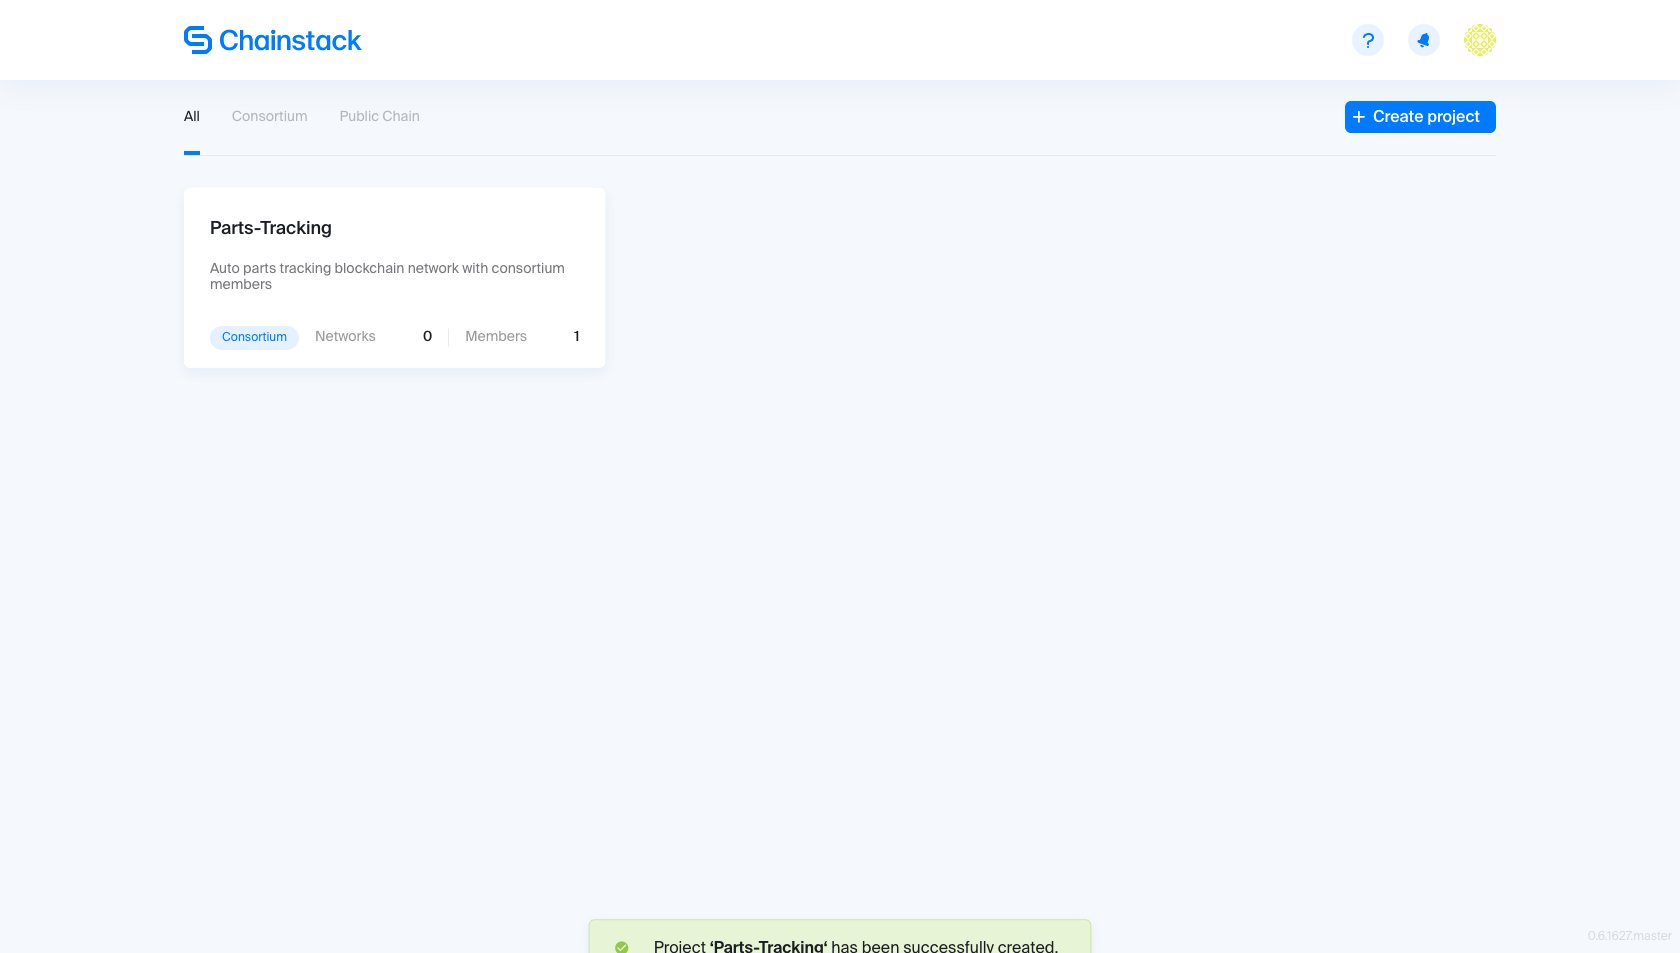 Chainstack
?
All
Consortium
Public Chain
+ Create project
Parts-Tracking
Auto parts tracking blockchain network with consortium
members
Consortium
Networks 0
Members 1
Project ‘Parts-Tracking‘ has been successfully created.
0.6.1627.master